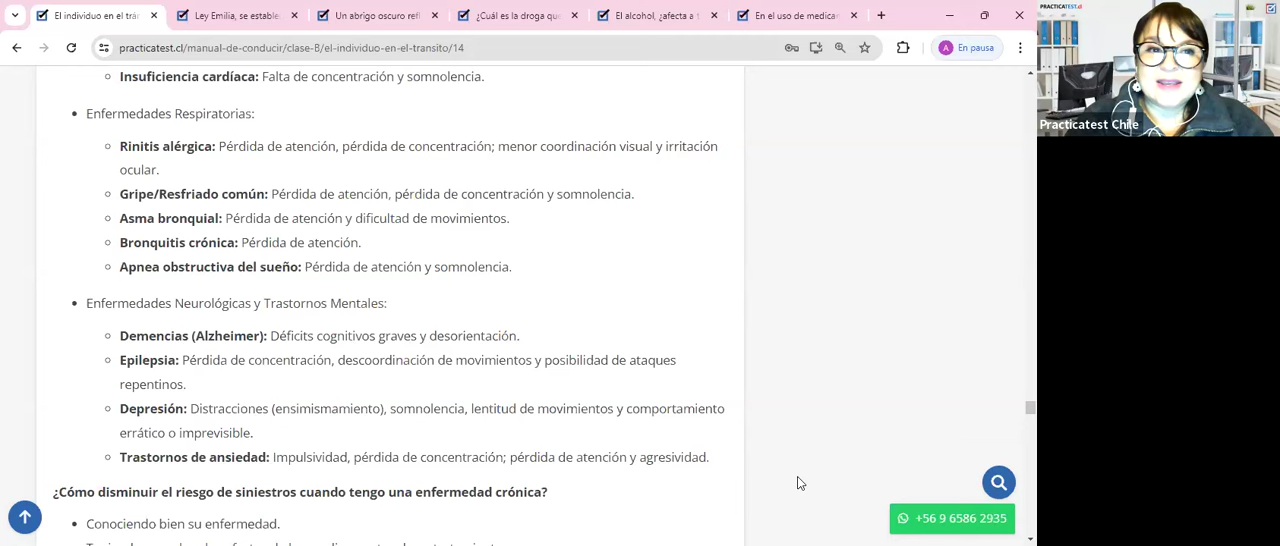 El individuo en el trán
Ley Emilia, se estable
Un abrigo oscuro refl
¿Cuál es la droga que
El alcohol, ¿afecta a t
En el uso de medica
practicatest.cl/manual-de-conducir/clase-B/el-individuo-en-el-transito/14
A En pausa
PRACTICATEST.cl
Practicatest Chile
Insuficiencia cardíaca: Falta de concentración y somnolencia.
Enfermedades Respiratorias:
Rinitis alérgica: Pérdida de atención, pérdida de concentración; menor coordinación visual y irritación
ocular.
Gripe/Resfriado común: Pérdida de atención, pérdida de concentración y somnolencia.
Asma bronquial: Pérdida de atención y dificultad de movimientos.
Bronquitis crónica: Pérdida de atención.
Apnea obstructiva del sueño: Pérdida de atención y somnolencia.
Enfermedades Neurológicas y Trastornos Mentales:
Demencias (Alzheimer): Déficits cognitivos graves y desorientación.
Epilepsia: Pérdida de concentración, descoordinación de movimientos y posibilidad de ataques
repentinos.
Depresión: Distracciones (ensimismamiento), somnolencia, lentitud de movimientos y comportamiento
errático o imprevisible.
Trastornos de ansiedad: Impulsividad, pérdida de concentración; pérdida de atención y agresividad.
¿Cómo disminuir el riesgo de siniestros cuando tengo una enfermedad crónica?
Conociendo bien su enfermedad.
+56 9 6586 2935